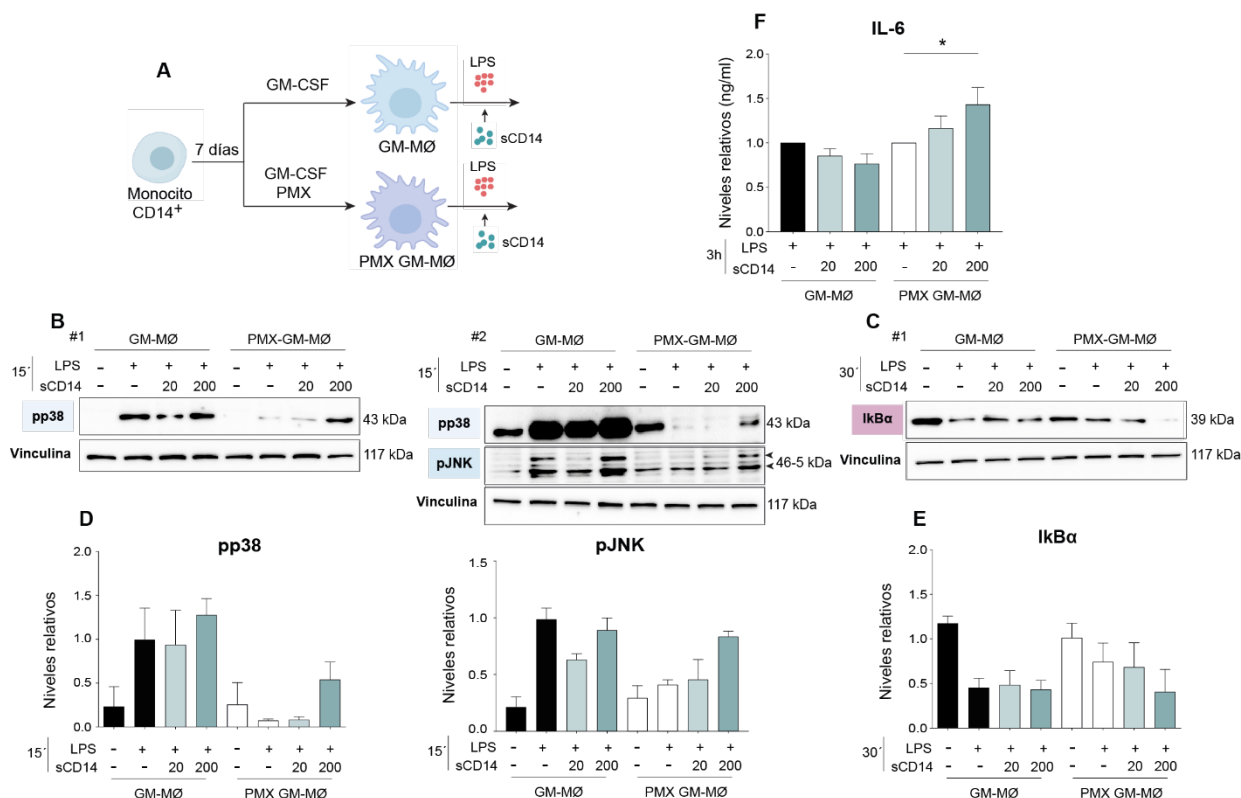 A
Monocito
CD14+
7 días
GM-CSF
GM-CSF
PMX
GM-MØ
PMX GM-MØ
LPS
sCD14
LPS
sCD14
F
IL-6
Niveles relativos (ng/ml)
2.0
1.5
1.0
0.5
0.0
*
3h
LPS + + + + + +
sCD14 - 20 200 - 20 200
GM-MØ PMX GM-MØ
B
#1
GM-MØ PMX-GM-MØ
15´
LPS - + + + - + + +
sCD14 - - 20 200 - - 20 200
pp38 43 kDa
Vinculina 117 kDa
#2
GM-MØ PMX-GM-MØ
15´
LPS - + + + - + + +
sCD14 - - 20 200 - - 20 200
pp38 43 kDa
pJNK 46-5 kDa
Vinculina 117 kDa
C
#1
GM-MØ PMX-GM-MØ
30´
LPS - + + + - + + +
sCD14 - - 20 200 - - 20 200
IkBα 39 kDa
Vinculina 117 kDa
D
pp38
Niveles relativos
2.0
1.5
1.0
0.5
0.0
15´
LPS - + + + - + + +
sCD14 - - 20 200 - - 20 200
GM-MØ PMX GM-MØ
pJNK
Niveles relativos
1.5
1.0
0.5
0.0
15´
LPS - + + + - + + +
sCD14 - - 20 200 - - 20 200
GM-MØ PMX GM-MØ
E
IkBα
Niveles relativos
2.0
1.5
1.0
0.5
0.0
30´
LPS - + + + - + + +
sCD14 - - 20 200 - - 20 200
GM-MØ PMX GM-MØ